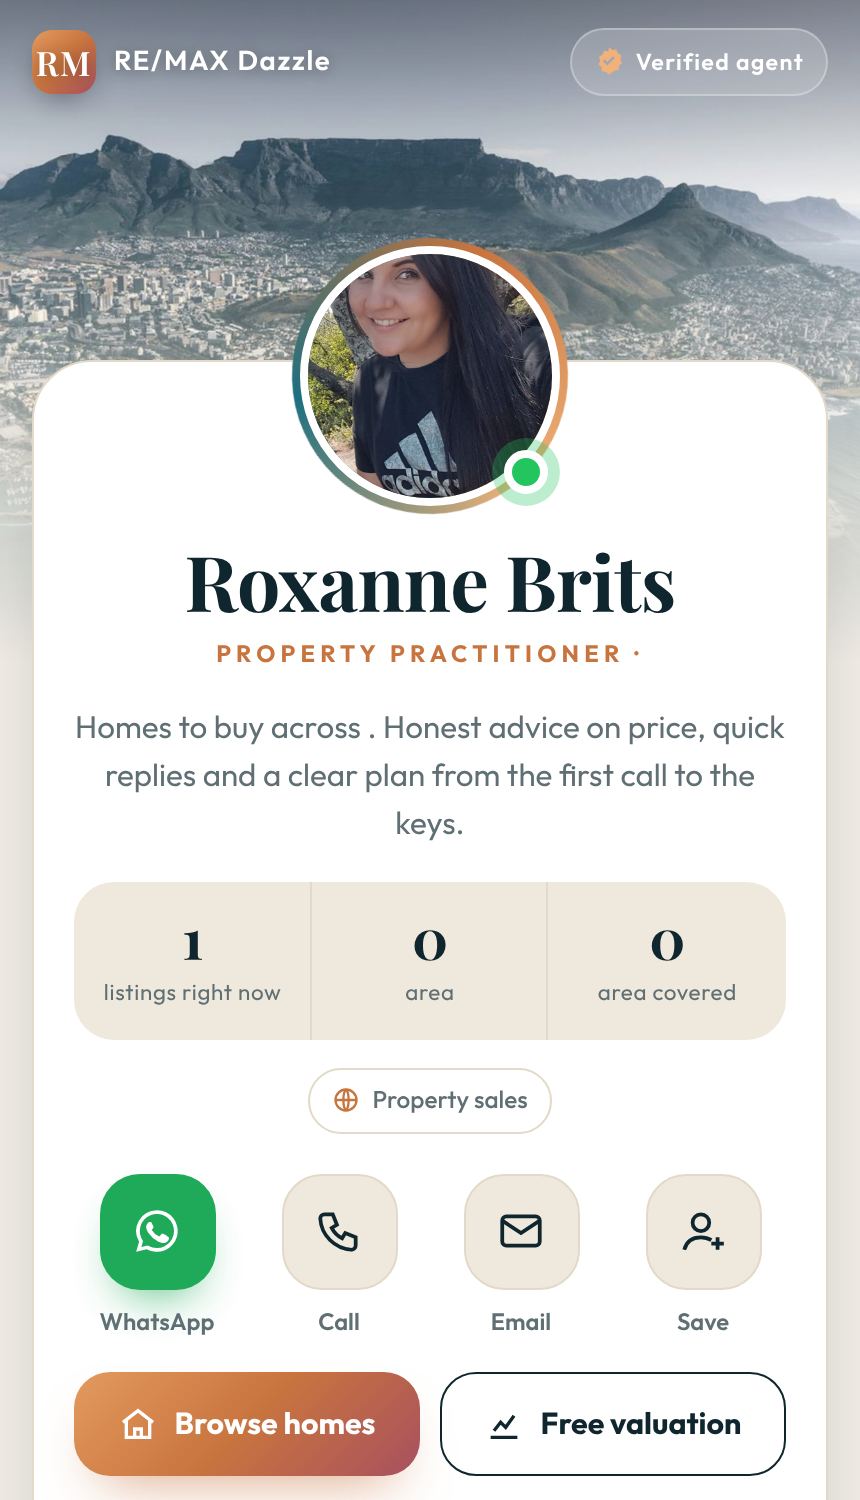 RM RE/MAX Dazzle
Verified agent
Roxanne Brits
PROPERTY PRACTITIONER ·
Homes to buy across . Honest advice on price, quick
replies and a clear plan from the first call to the
keys.
1
listings right now
0
area
0
area covered
Property sales
WhatsApp
Call
Email
Save
Browse homes
Free valuation